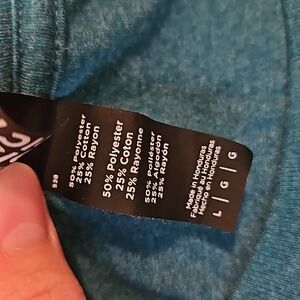 50% Polyester
25% Cotton
25% Rayon
50% Polyester
25% Coton
25% Rayonne
50% Poliéster
25% Algodón
25% Rayón
Made in Honduras
Fabriqué au Honduras
Hecho en Honduras
L | G | G